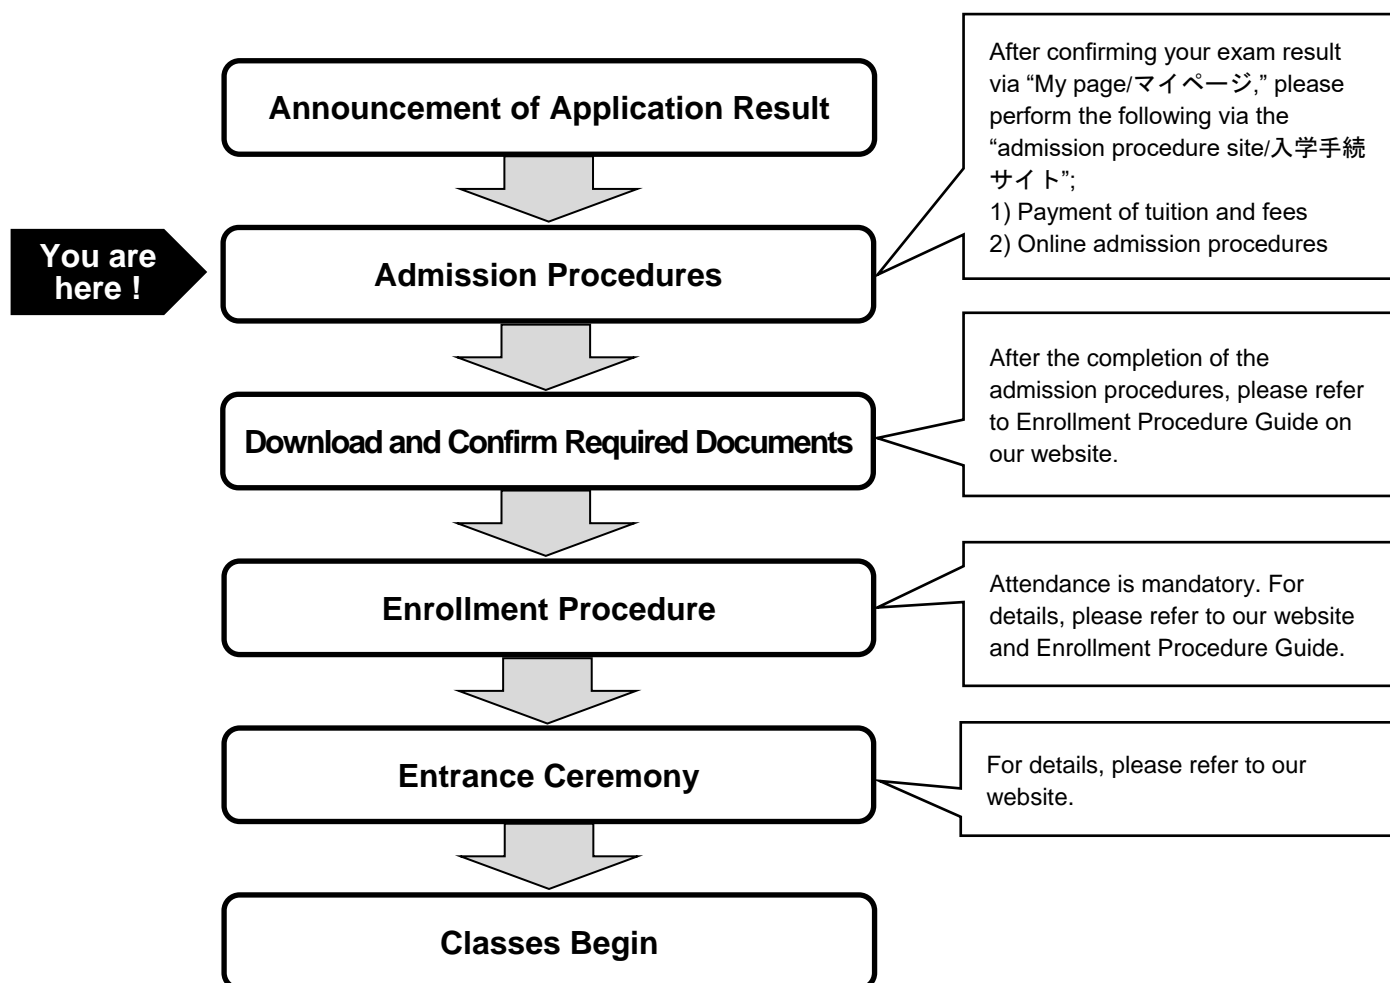 Announcement of Application Result
After confirming your exam result
via “My page/マイページ,” please
perform the following via the
“admission procedure site/入学手続
サイト”;
1) Payment of tuition and fees
2) Online admission procedures
You are
here !
Admission Procedures
After the completion of the
admission procedures, please refer
to Enrollment Procedure Guide on
our website.
Download and Confirm Required Documents
Attendance is mandatory. For
details, please refer to our website
and Enrollment Procedure Guide.
Enrollment Procedure
For details, please refer to our
website.
Entrance Ceremony
Classes Begin